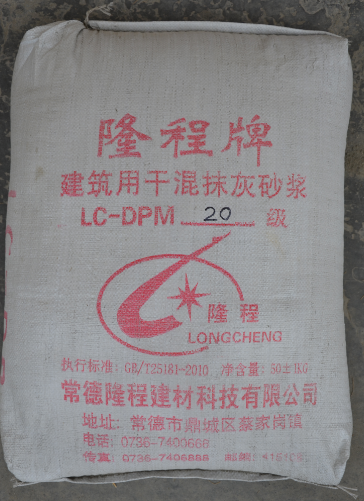 隆程牌
建筑用干混抹灰砂浆
LC-DPM 20 级
隆程
LONGCHENG
执行标准: GB/T25181-2010 净含量: 50±1KG
常德隆程建材科技有限公司
地址: 常德市鼎城区蔡家岗镇
电话: 0736-7400888
传真: 0736-7406888 邮编: